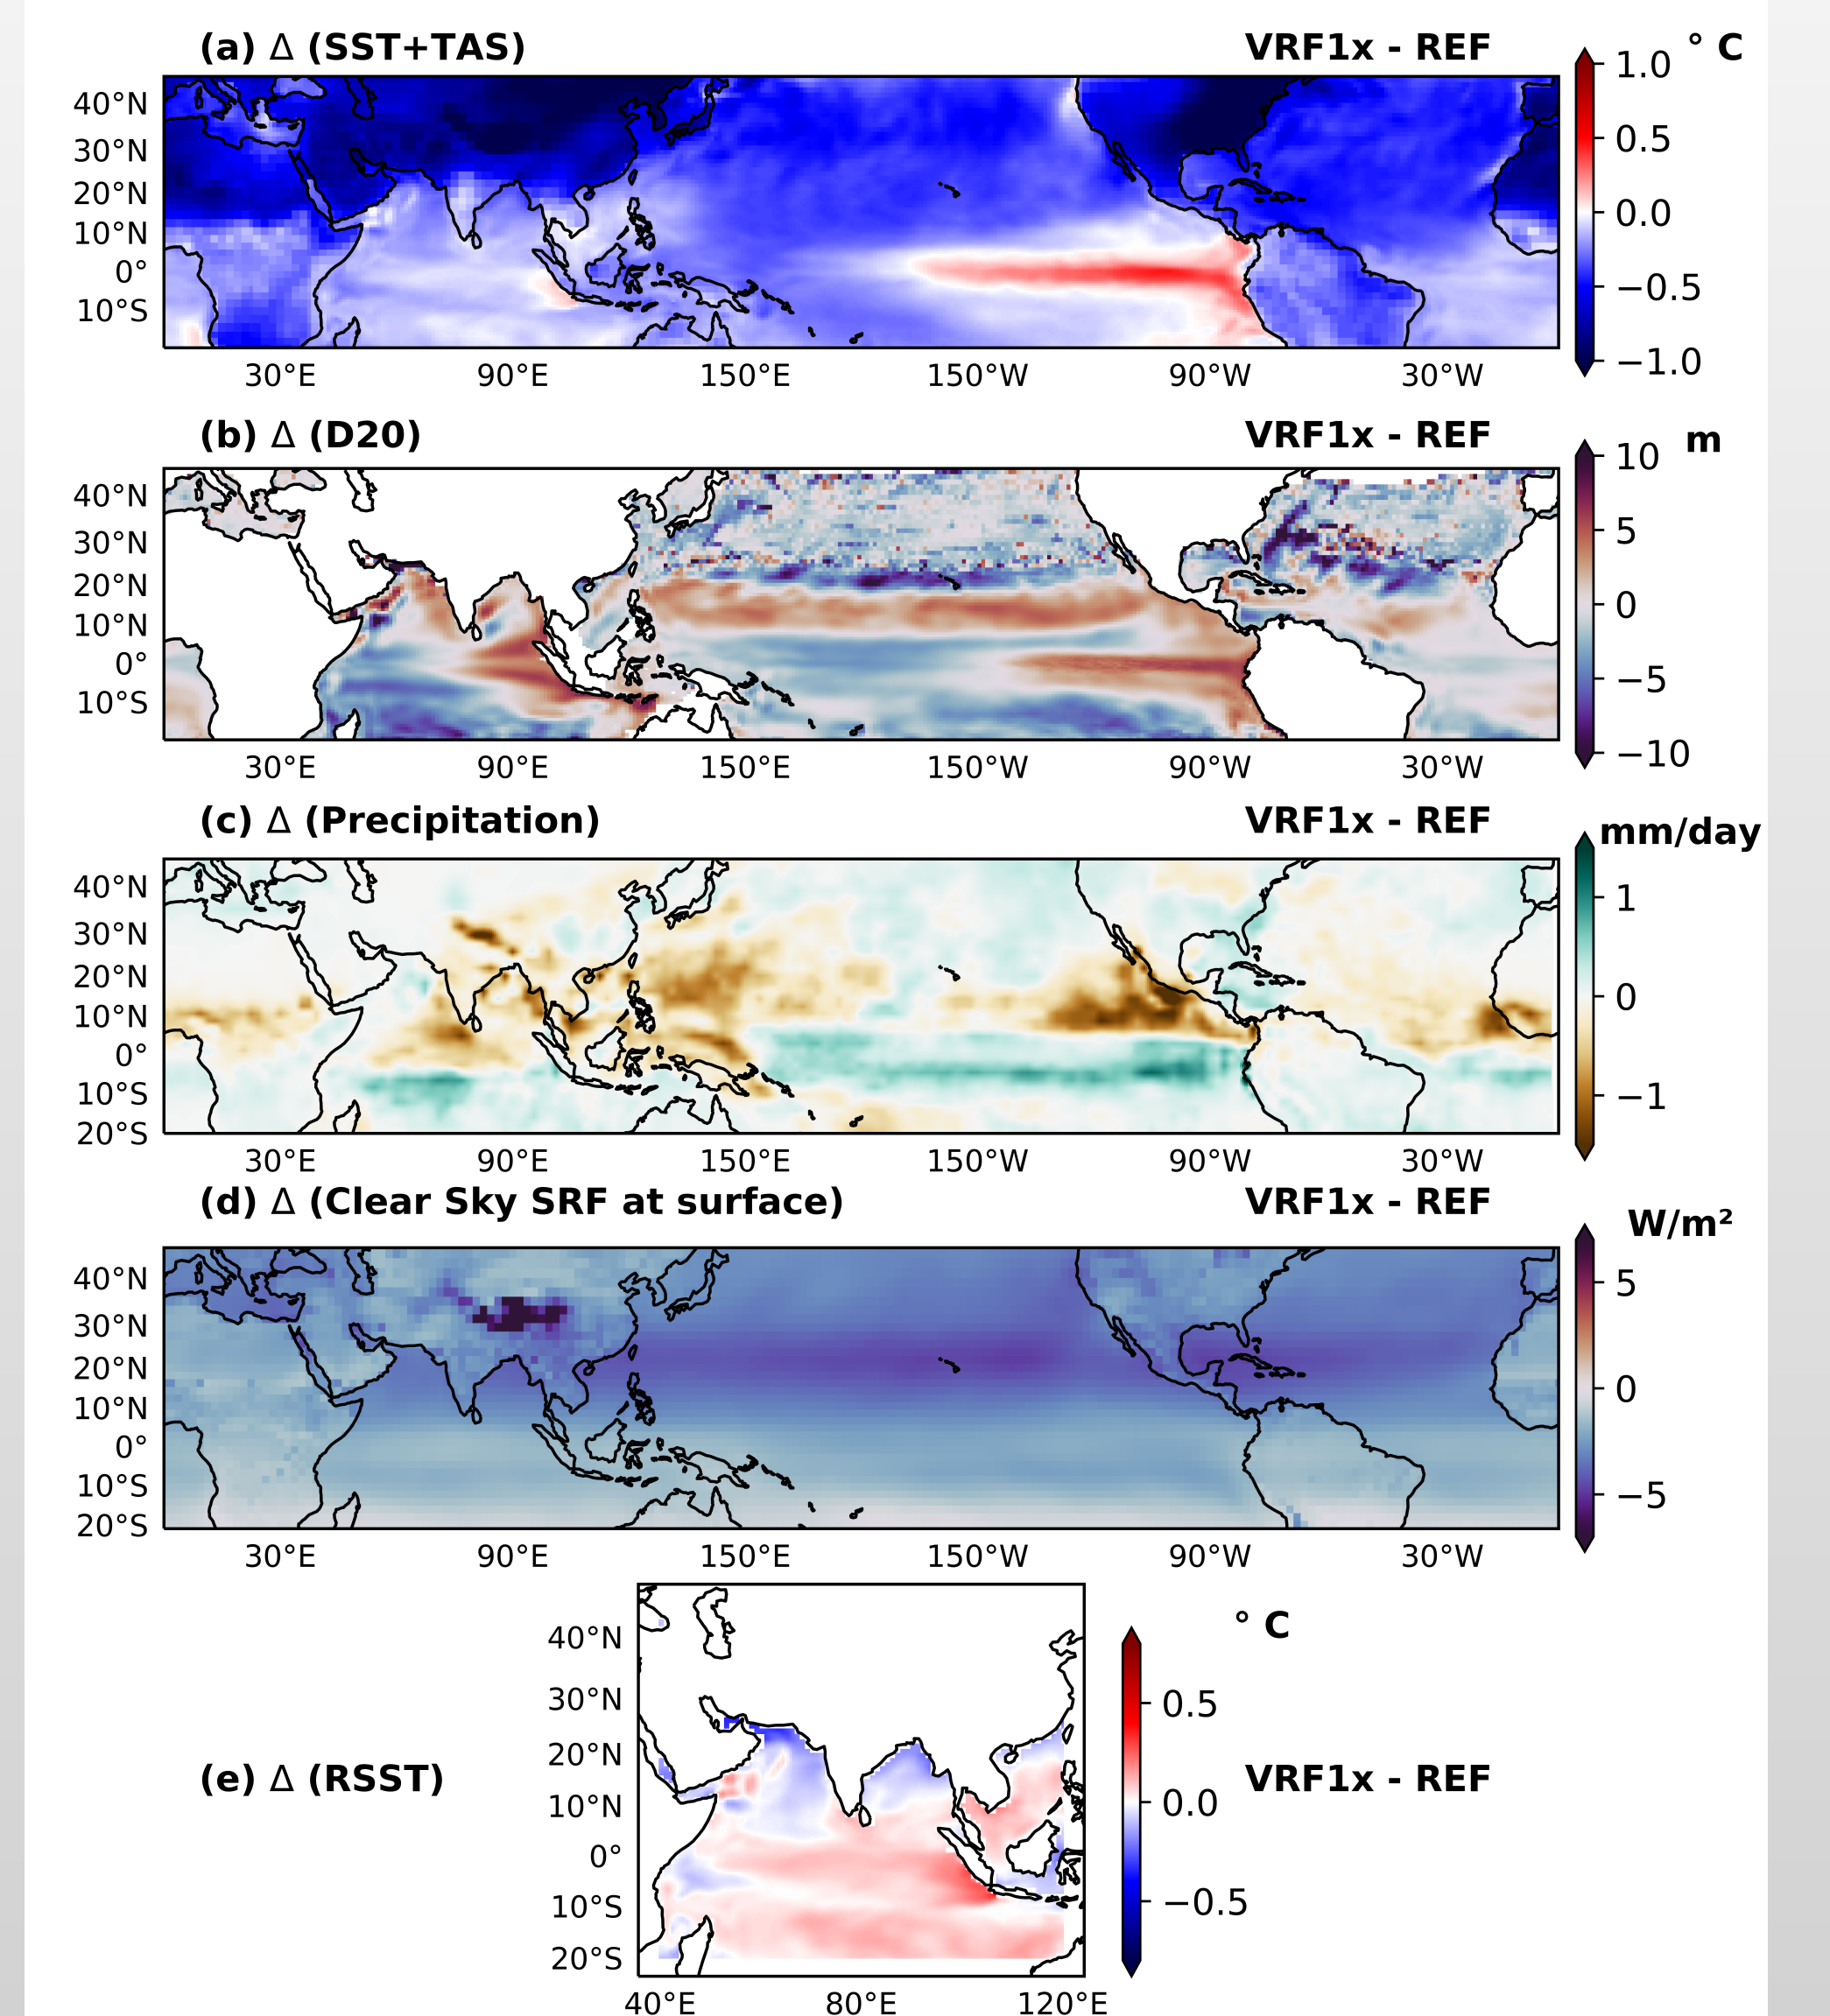 (a) Δ (SST+TAS) VRF1x - REF ° C
40°N
30°N
20°N
10°N
0°
10°S
30°E 90°E 150°E 150°W 90°W 30°W
1.0
0.5
0.0
−0.5
−1.0
(b) Δ (D20) VRF1x - REF m
40°N
30°N
20°N
10°N
0°
10°S
30°E 90°E 150°E 150°W 90°W 30°W
10
5
0
−5
−10
(c) Δ (Precipitation) VRF1x - REF mm/day
40°N
30°N
20°N
10°N
0°
10°S
20°S
30°E 90°E 150°E 150°W 90°W 30°W
1
0
−1
(d) Δ (Clear Sky SRF at surface) VRF1x - REF W/m²
40°N
30°N
20°N
10°N
0°
10°S
20°S
30°E 90°E 150°E 150°W 90°W 30°W
5
0
−5
(e) Δ (RSST) VRF1x - REF ° C
40°N
30°N
20°N
10°N
0°
10°S
20°S
40°E 80°E 120°E
0.5
0.0
−0.5